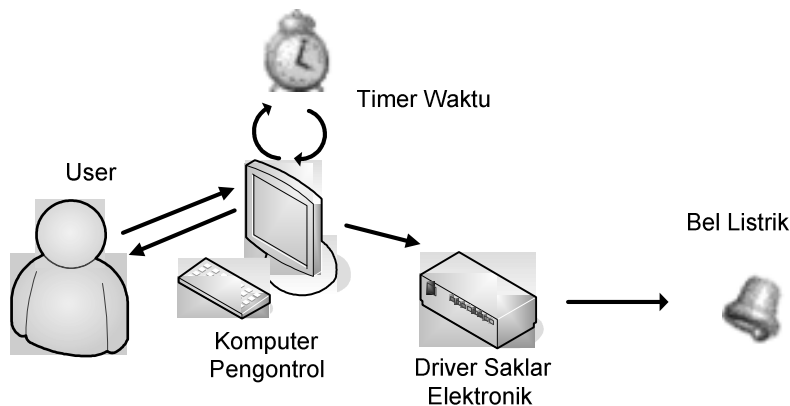 Timer Waktu
User
Bel Listrik
Komputer
Pengontrol
Driver Saklar
Elektronik